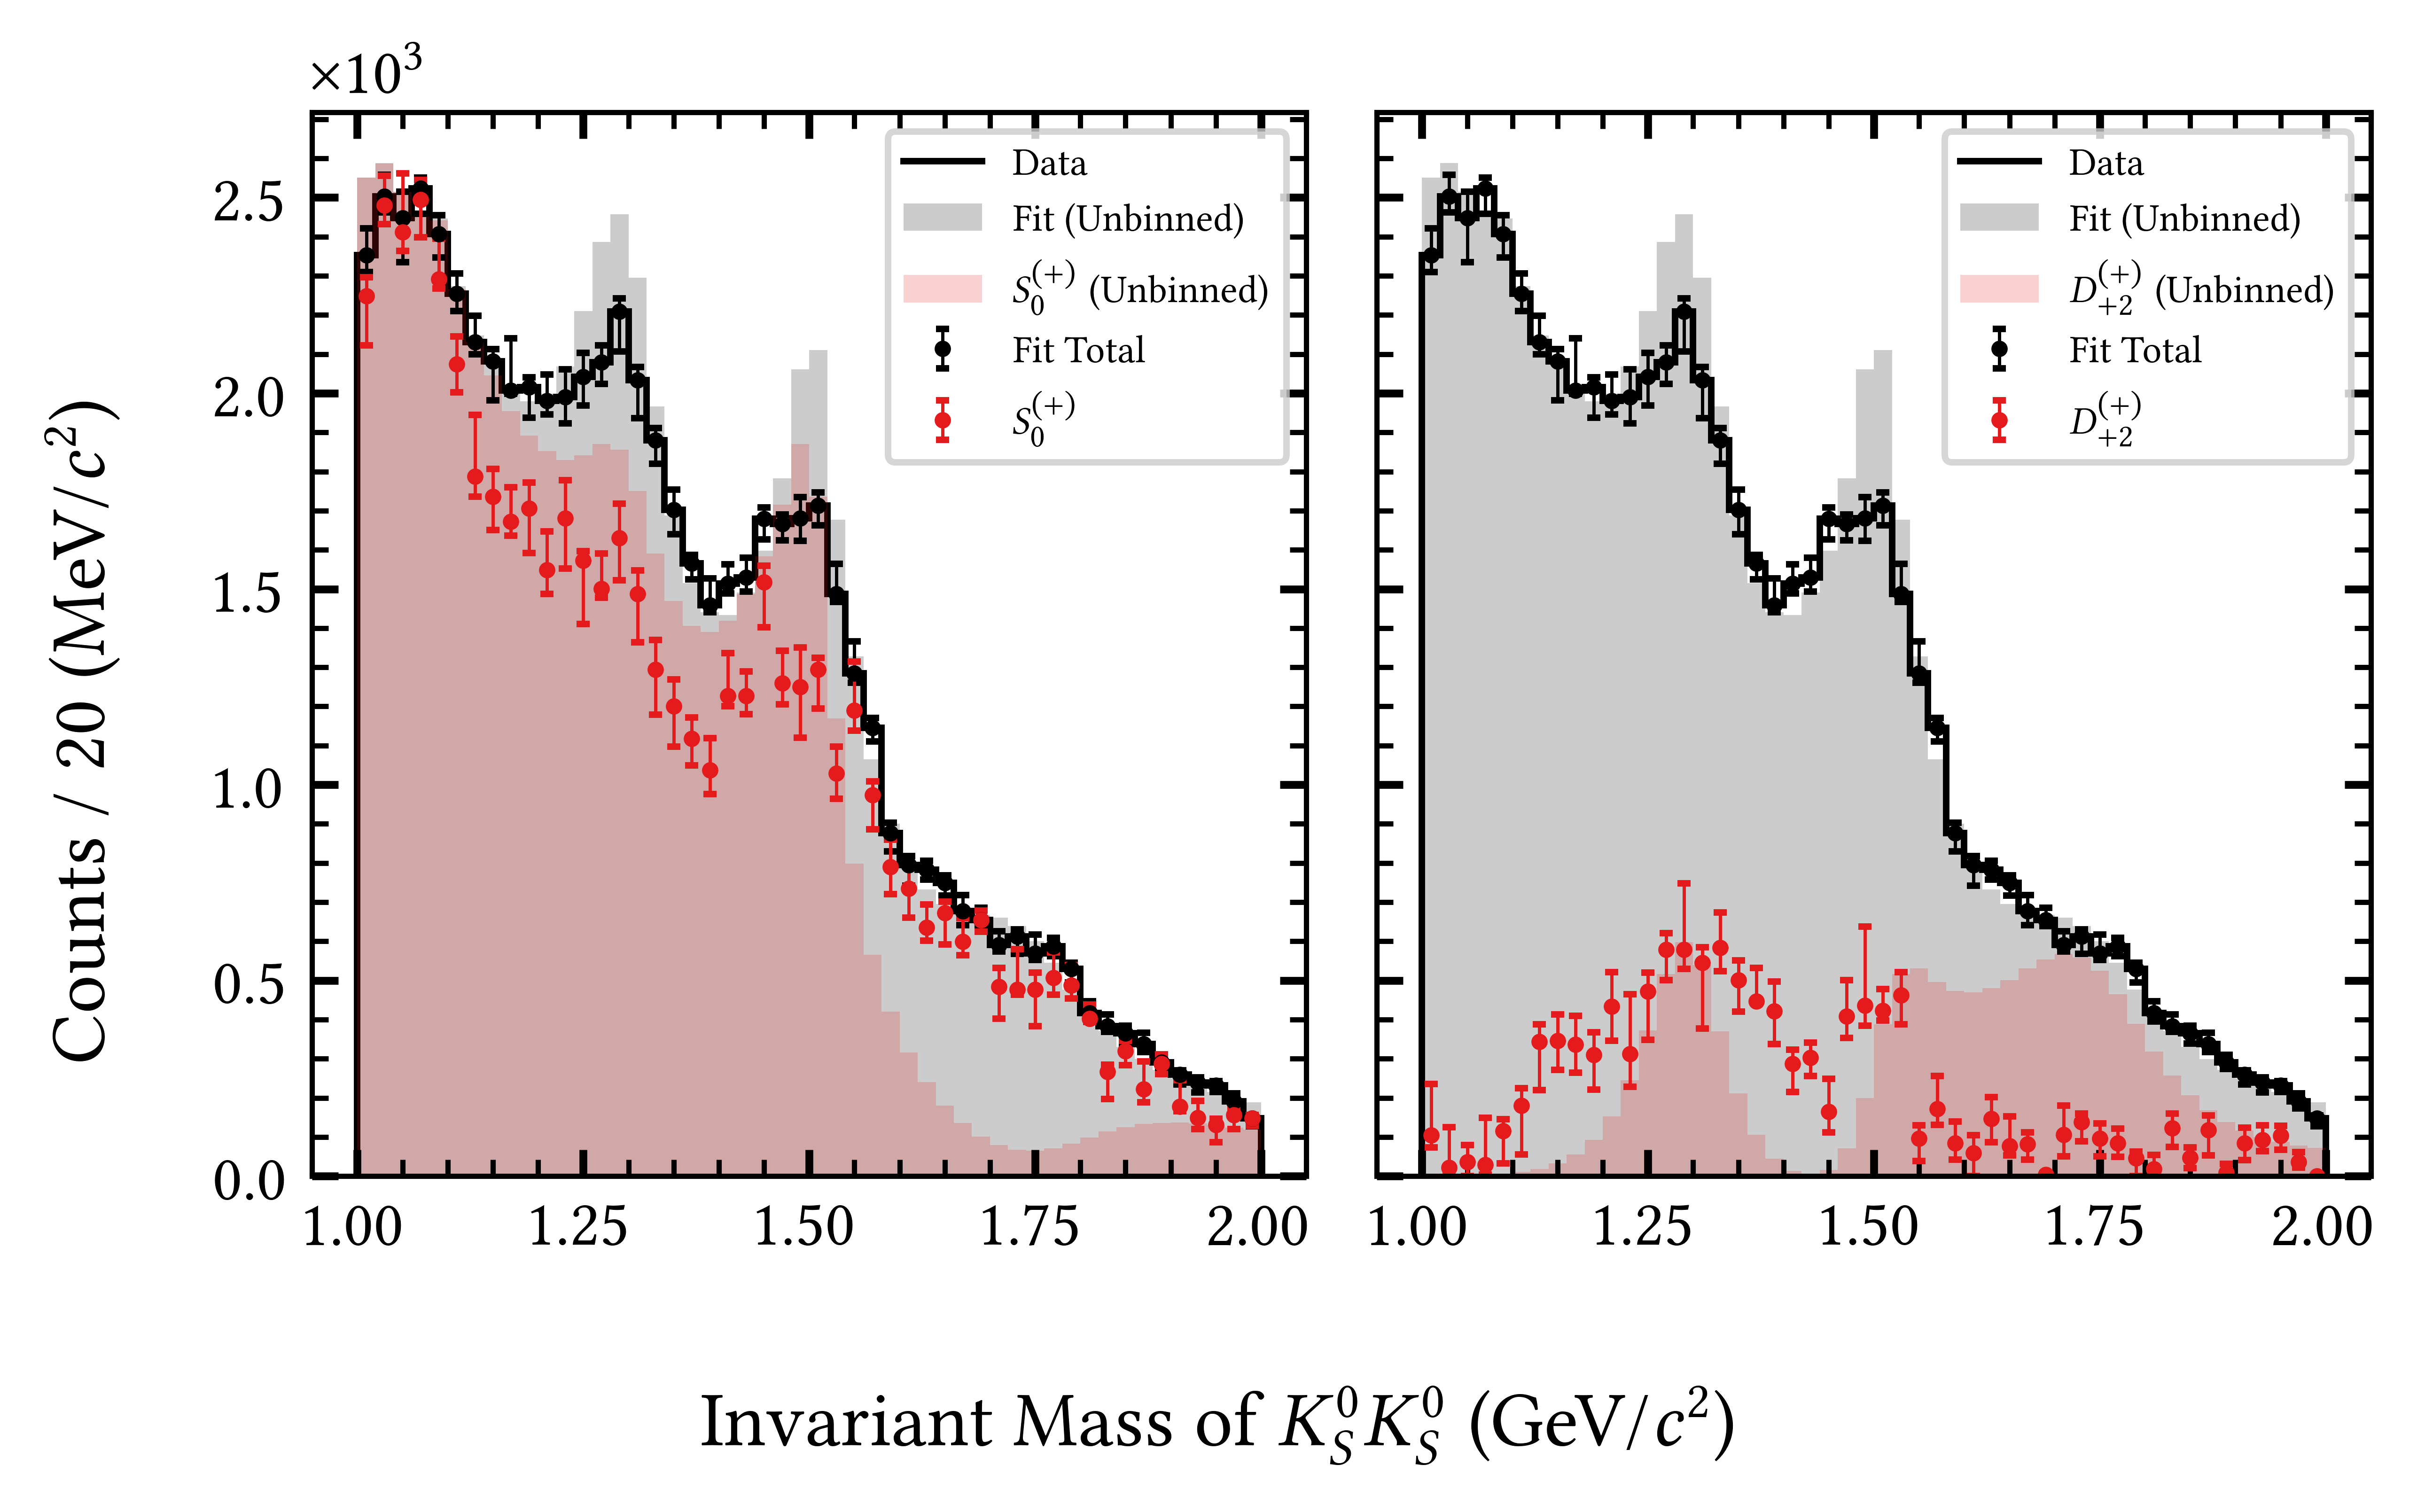 ×10³
Counts / 20 (MeV/c²)
2.5
2.0
1.5
1.0
0.5
0.0
Data
Fit (Unbinned)
S₀⁽⁺⁾ (Unbinned)
Fit Total
S₀⁽⁺⁾
1.00 1.25 1.50 1.75 2.00
Data
Fit (Unbinned)
D₊₂⁽⁺⁾ (Unbinned)
Fit Total
D₊₂⁽⁺⁾
1.00 1.25 1.50 1.75 2.00
Invariant Mass of K_S⁰K_S⁰ (GeV/c²)